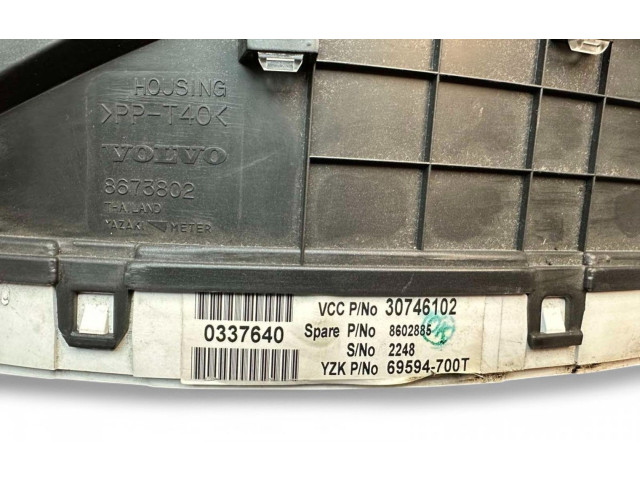 HOUSING
>PP-T40<
VOLVO
8673802
THAILAND
YAZAKI METER
0337640
VCC P/No 30746102
Spare P/No 8602885
OK
S/No 2248
YZK P/No 69594-700T